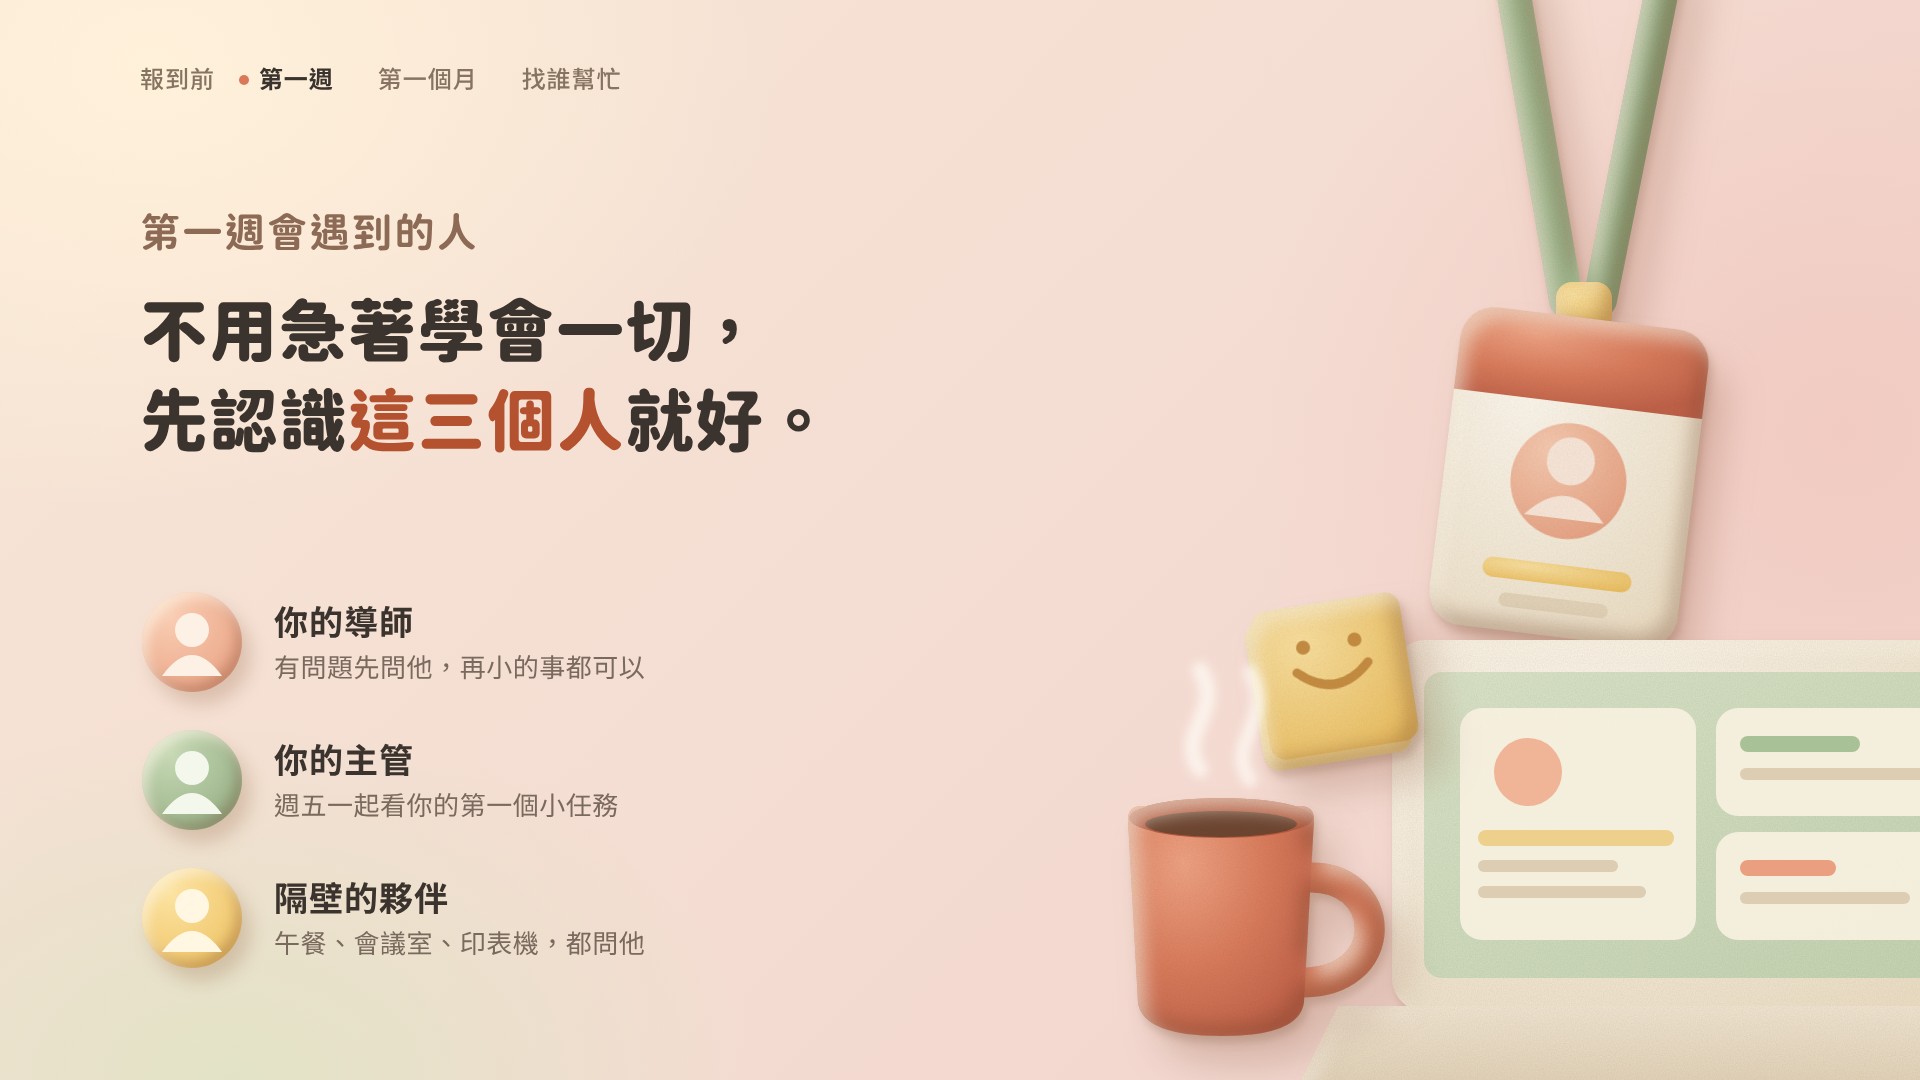 報到前 第一週 第一個月 找誰幫忙
第一週會遇到的人
不用急著學會一切，
先認識這三個人就好。
你的導師
有問題先問他，再小的事都可以
你的主管
週五一起看你的第一個小任務
隔壁的夥伴
午餐、會議室、印表機，都問他